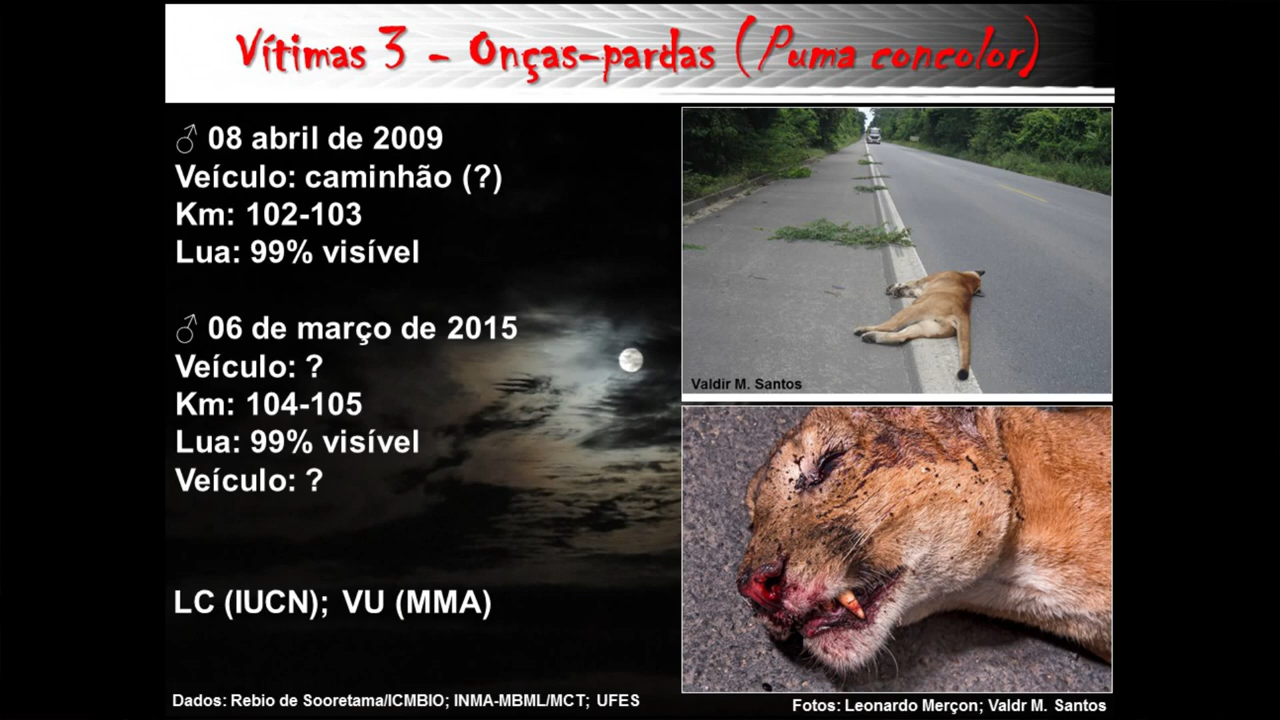 Vítimas 3 - Onças-pardas (Puma concolor)
♂ 08 abril de 2009
Veículo: caminhão (?)
Km: 102-103
Lua: 99% visível
♂ 06 de março de 2015
Veículo: ?
Km: 104-105
Lua: 99% visível
Veículo: ?
LC (IUCN); VU (MMA)
Valdir M. Santos
Dados: Rebio de Sooretama/ICMBIO; INMA-MBML/MCT; UFES
Fotos: Leonardo Merçon; Valdr M. Santos